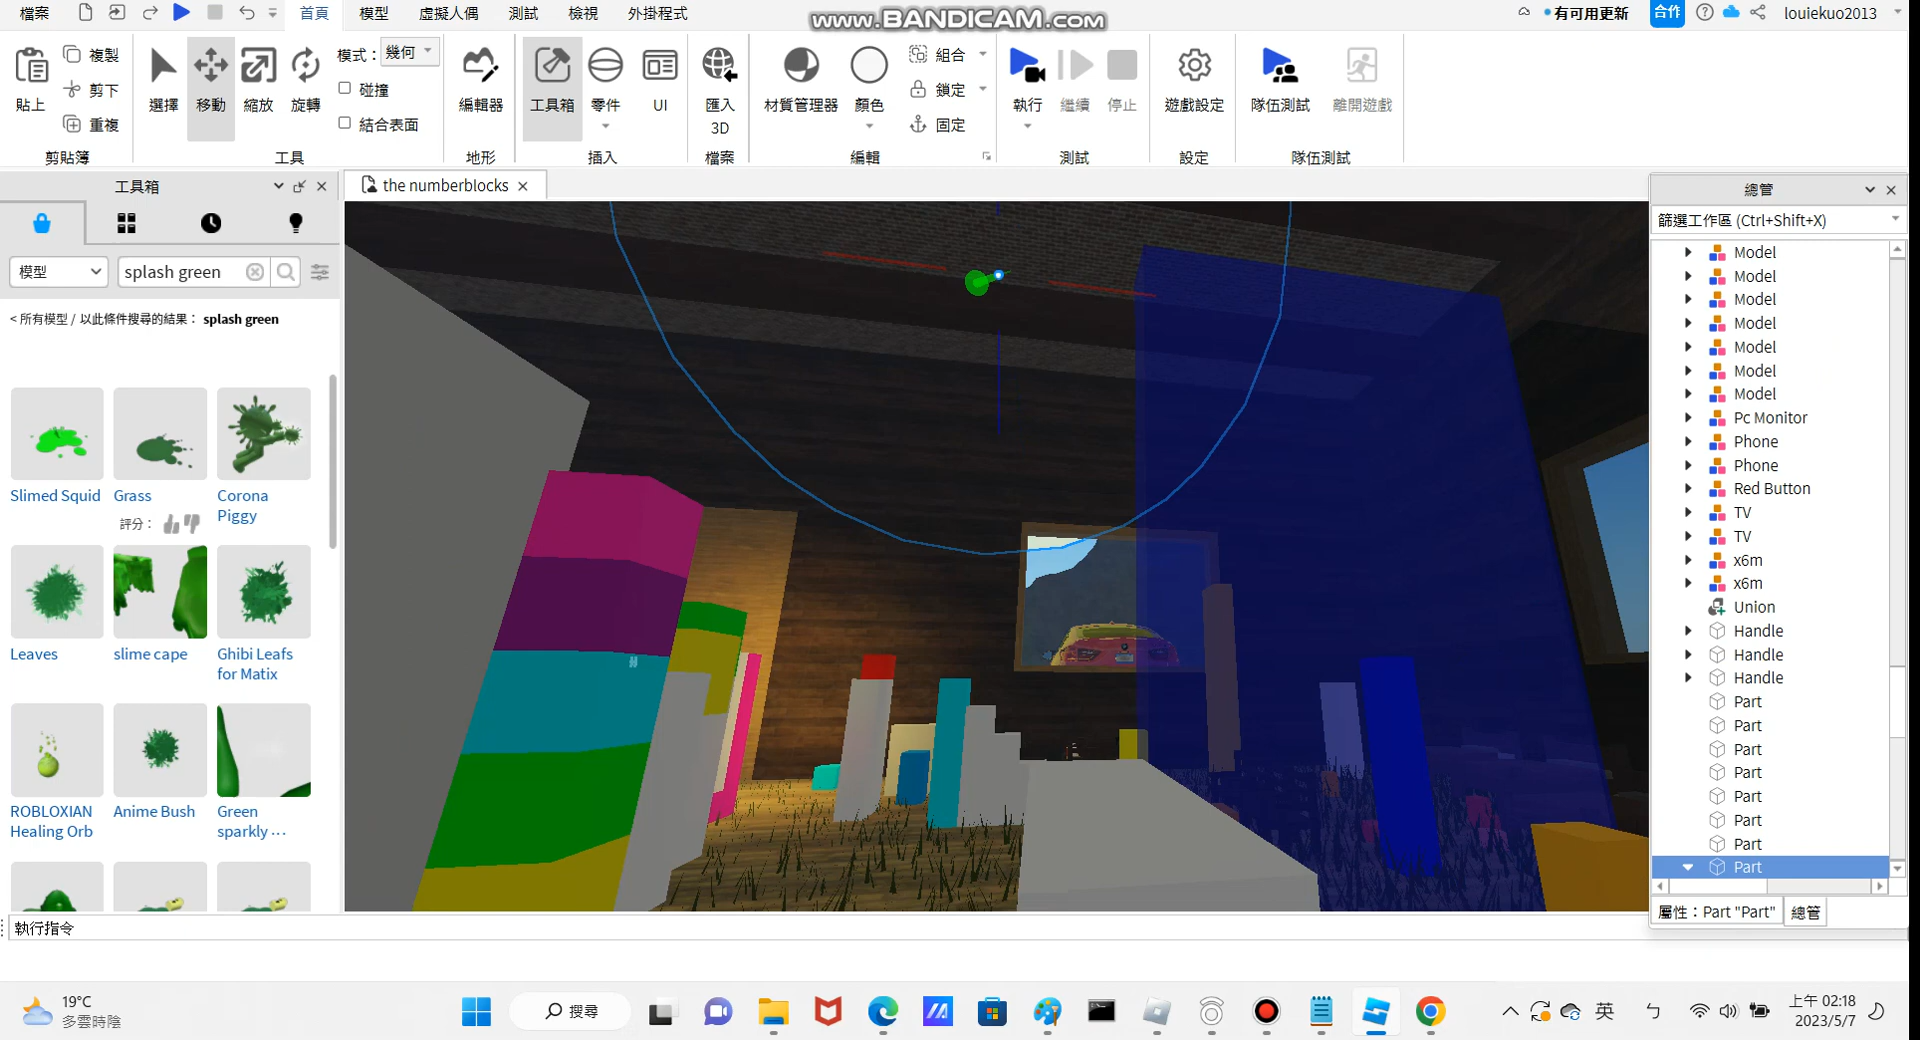 檔案
首頁
模型
虛擬人偶
測試
檢視
外掛程式
www.BANDICAM.com
有可用更新
合作
louiekuo2013
貼上
複製
剪下
重複
剪貼簿
選擇
移動
縮放
旋轉
模式：
幾何
碰撞
結合表面
工具
編輯器
地形
工具箱
零件
UI
插入
匯入
3D
檔案
材質管理器
顏色
組合
鎖定
固定
編輯
執行
繼續
停止
測試
遊戲設定
設定
隊伍測試
離開遊戲
隊伍測試
工具箱
the numberblocks
總管
模型
splash green
篩選工作區 (Ctrl+Shift+X)
< 所有模型 / 以此條件搜尋的結果： splash green
Slimed Squid
Grass
評分：
Corona
Piggy
Leaves
slime cape
Ghibi Leafs
for Matix
ROBLOXIAN
Healing Orb
Anime Bush
Green
sparkly ...
Model
Model
Model
Model
Model
Model
Model
Pc Monitor
Phone
Phone
Red Button
TV
TV
x6m
x6m
Union
Handle
Handle
Handle
Part
Part
Part
Part
Part
Part
Part
Part
屬性：Part "Part"
總管
執行指令
19°C
多雲時陰
搜尋
英
ㄅ
上午 02:18
2023/5/7